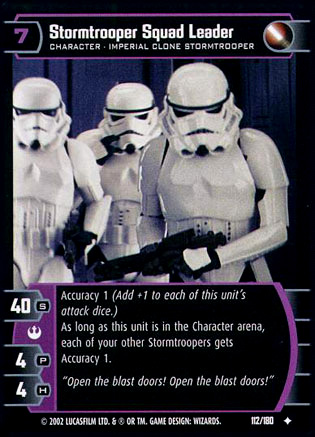 7 Stormtrooper Squad Leader
CHARACTER · IMPERIAL CLONE STORMTROOPER
40 S
Accuracy 1 (Add +1 to each of this unit's
attack dice.)
As long as this unit is in the Character arena,
each of your other Stormtroopers gets
Accuracy 1.
4 P
4 H
"Open the blast doors! Open the blast doors!"
© 2002 LUCASFILM LTD. & ® OR TM. GAME DESIGN: WIZARDS. 112/180